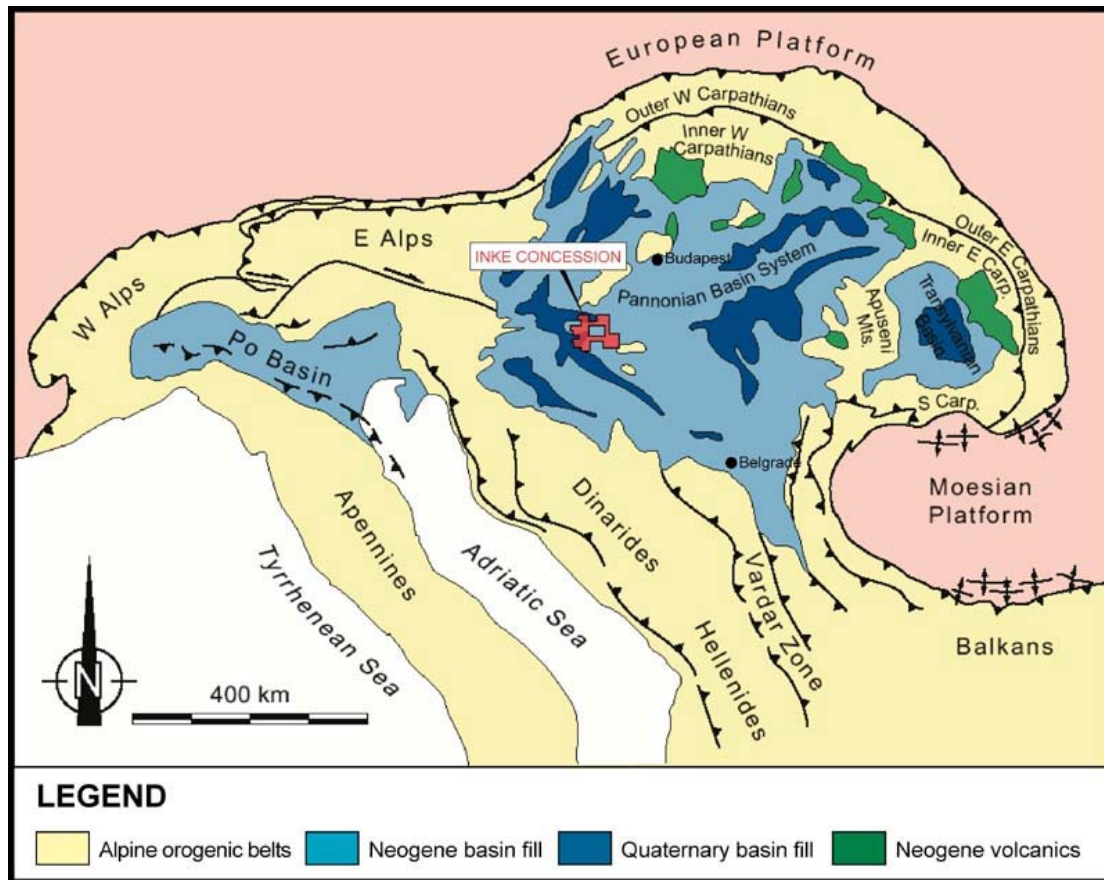 European Platform
Outer W Carpathians
Inner W
Carpathians
Outer E Carpathians
Inner E Carp.
E Alps
INKE CONCESSION
Budapest
Pannonian Basin System
W Alps
Po Basin
Apuseni
Mts.
Transylvanian
Basin
S Carp.
Belgrade
Moesian
Platform
Dinarides
Apennines
Adriatic Sea
Tyrrhenean Sea
Vardar Zone
Hellenides
Balkans
N
400 km
LEGEND
Alpine orogenic belts
Neogene basin fill
Quaternary basin fill
Neogene volcanics